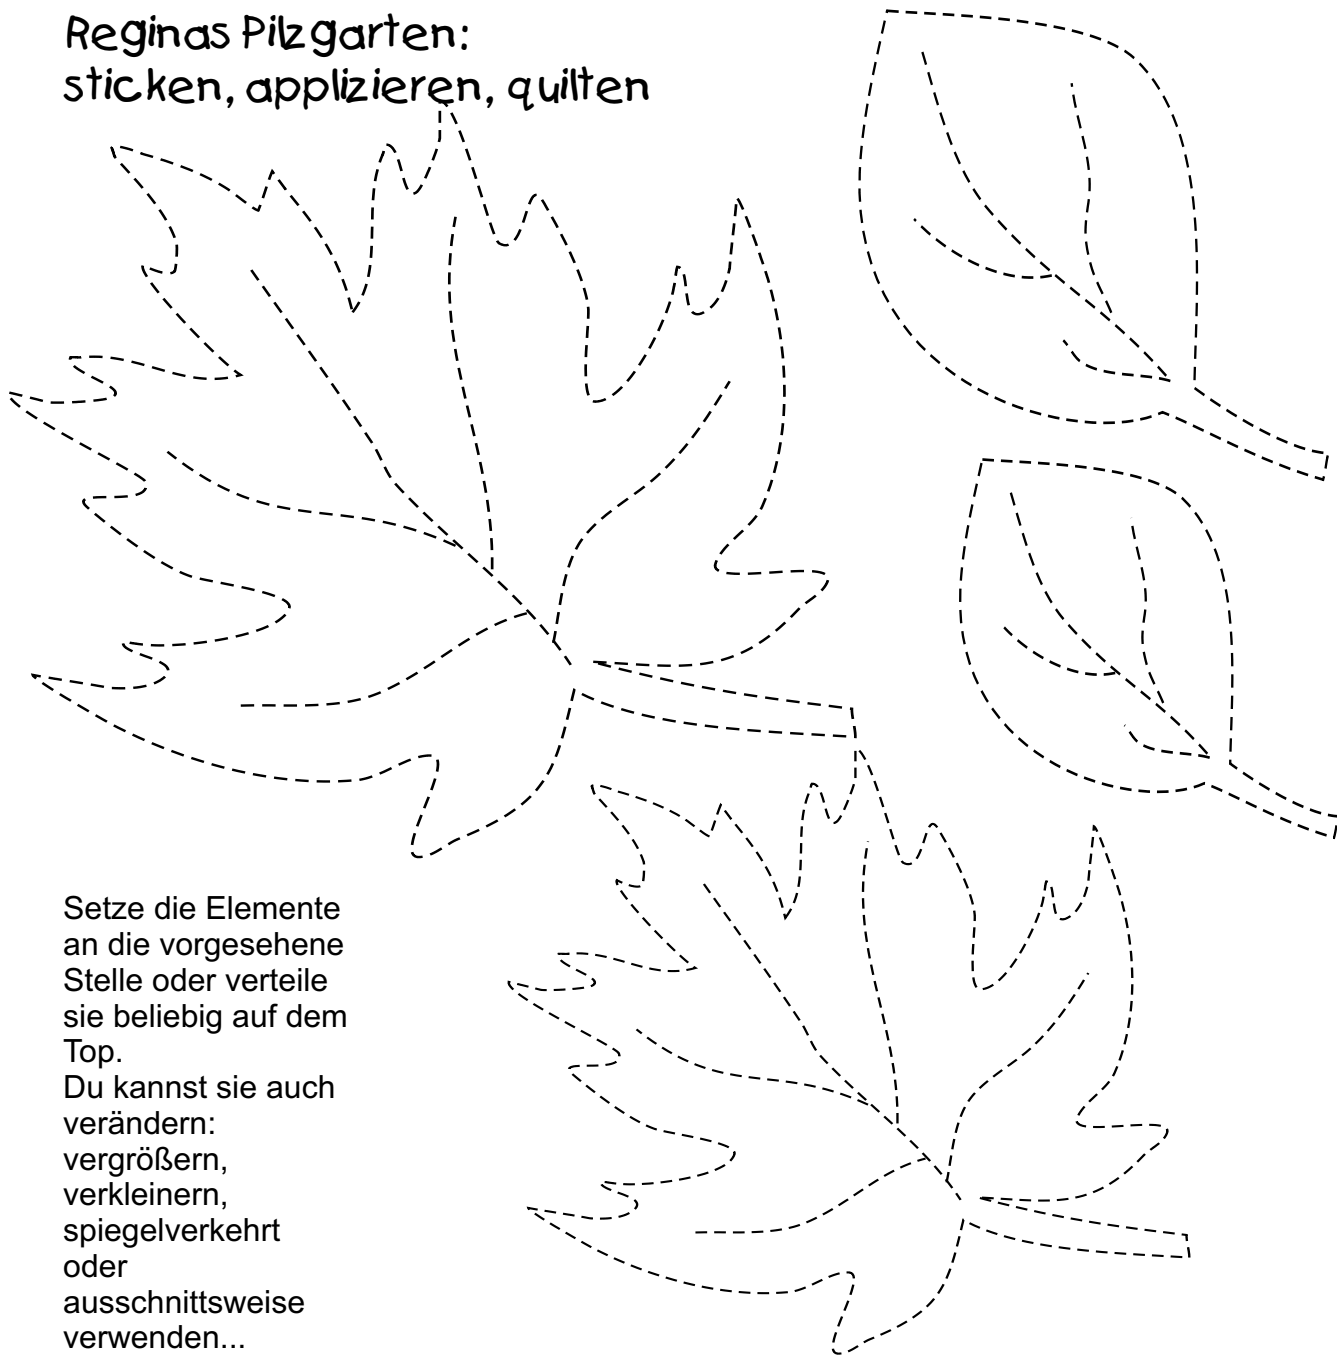 Reginas Pilzgarten:
sticken, applizieren, quilten
Setze die Elemente
an die vorgesehene
Stelle oder verteile
sie beliebig auf dem
Top.
Du kannst sie auch
verändern:
vergrößern,
verkleinern,
spiegelverkehrt
oder
ausschnittsweise
verwenden...